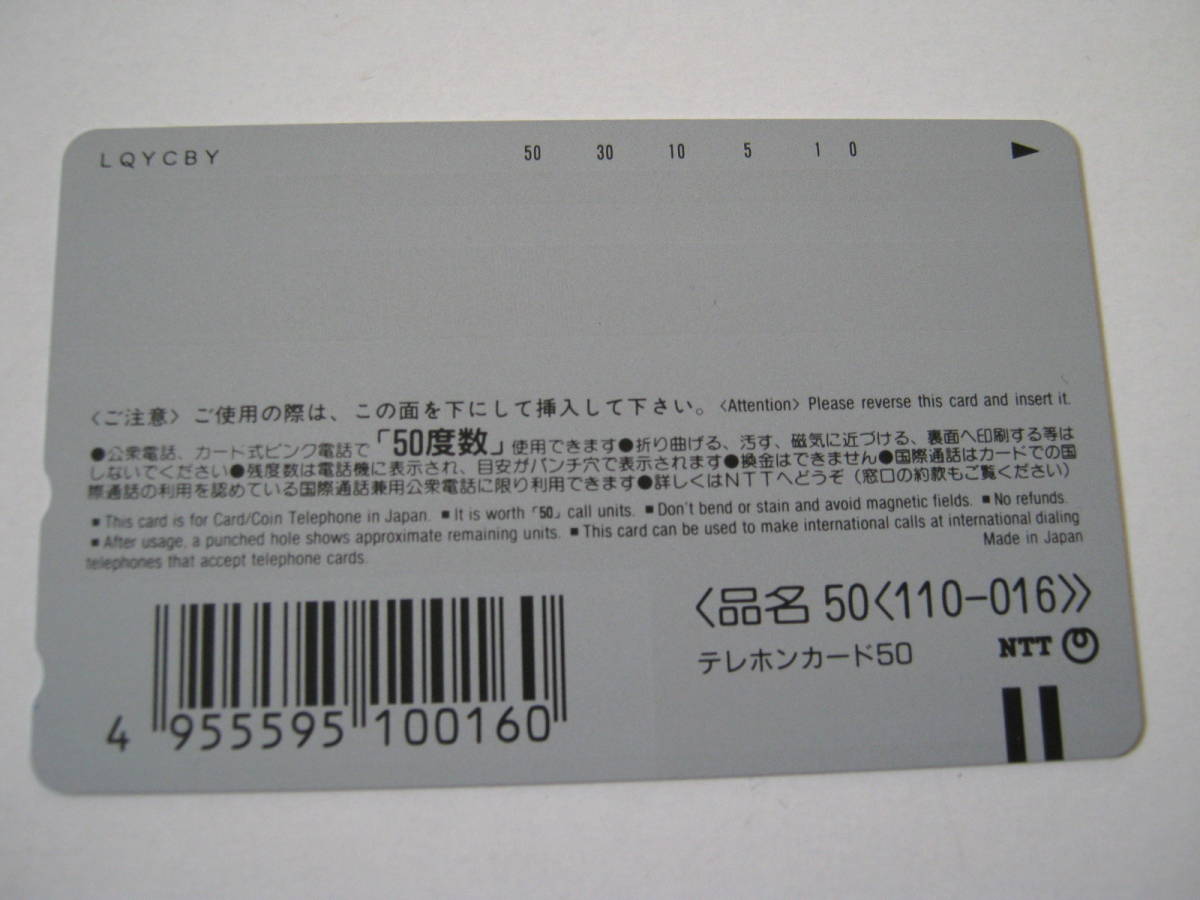 LQYCBY 50 30 10 5 1 0
〈ご注意〉ご使用の際は、この面を下にして挿入して下さい。〈Attention〉Please reverse this card and insert it.
●公衆電話、カード式ピンク電話で「50度数」使用できます●折り曲げる、汚す、磁気に近づける、裏面へ印刷する等は
しないでください●残度数は電話機に表示され、目安がパンチ穴で表示されます●換金はできません●国際通話はカードでの国
際通話の利用を認めている国際通話兼用公衆電話に限り利用できます●詳しくはNTTへどうぞ（窓口の約款もご覧ください）
■ This card is for Card/Coin Telephone in Japan. ■ It is worth「50」call units. ■ Don't bend or stain and avoid magnetic fields. ■ No refunds.
■ After usage, a punched hole shows approximate remaining units. ■ This card can be used to make international calls at international dialing
telephones that accept telephone cards. Made in Japan
〈品名 50〈110-016〉〉
テレホンカード50 NTT
4 955595 100160